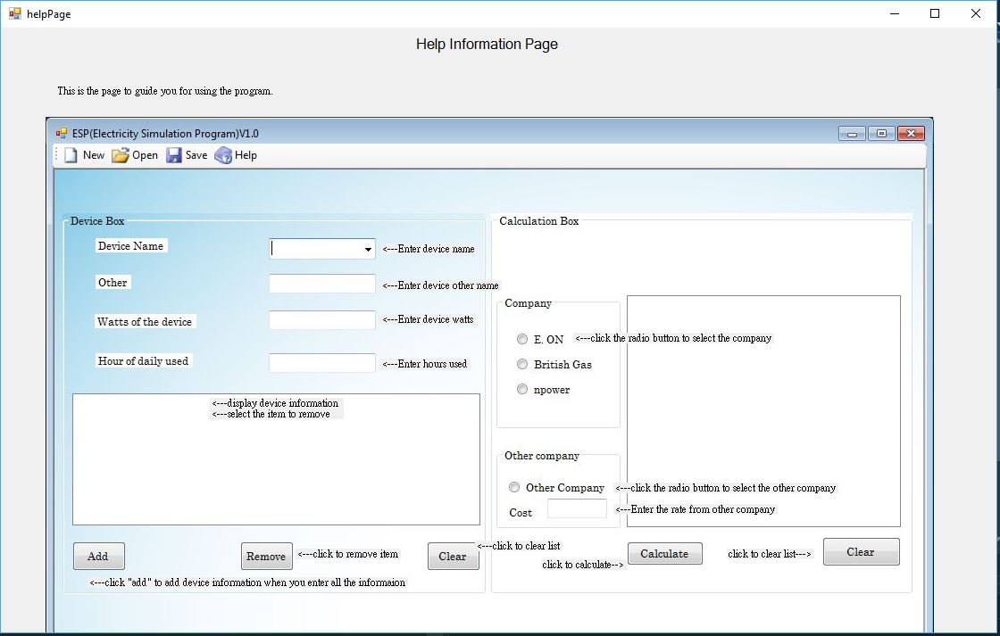 helpPage
Help Information Page
This is the page to guide you for using the program.
ESP(Electricity Simulation Program)V1.0
New Open Save Help
Device Box
Device Name <---Enter device name
Other <---Enter device other name
Watts of the device <---Enter device watts
Hour of daily used <---Enter hours used
<---display device information
<---select the item to remove
Add Remove <---click to remove item Clear <---click to clear list
<---click "add" to add device information when you enter all the informaion
Calculation Box
Company
E. ON <---click the radio button to select the company
British Gas
npower
Other company
Other Company <---click the radio button to select the other company
Cost <---Enter the rate from other company
click to calculate--> Calculate click to clear list---> Clear